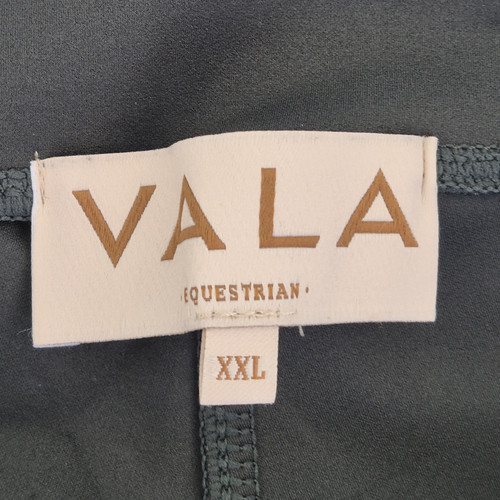 VALA
·EQUESTRIAN·
XXL